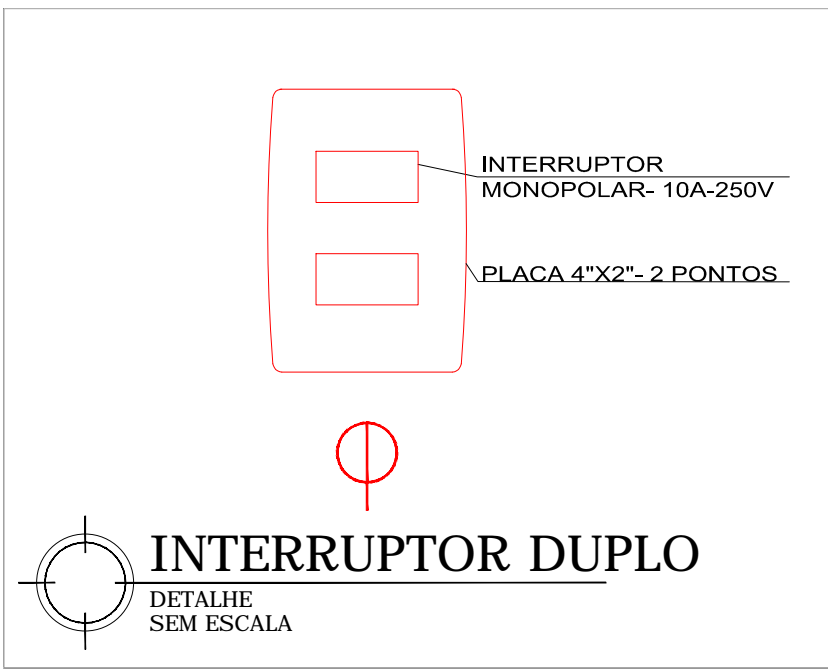 INTERRUPTOR
MONOPOLAR- 10A-250V
PLACA 4"X2"- 2 PONTOS
INTERRUPTOR DUPLO
DETALHE
SEM ESCALA